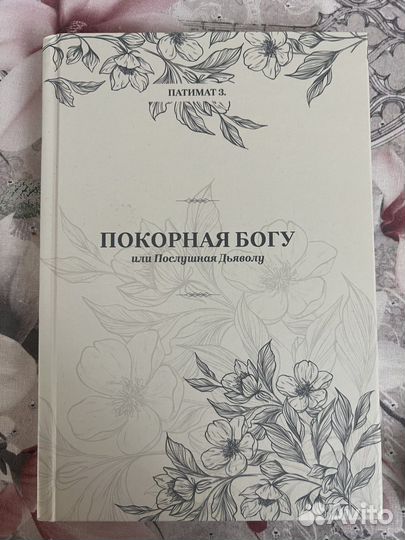 ПАТИМАТ З.
ПОКОРНАЯ БОГУ
или Послушная Дьяволу
Avito